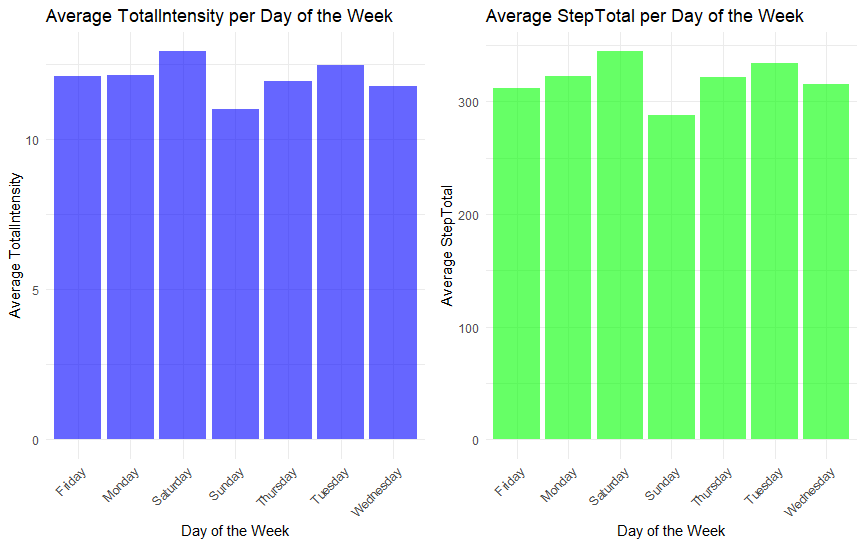 Average TotalIntensity per Day of the Week
Average TotalIntensity
10
5
0
Friday
Monday
Saturday
Sunday
Thursday
Tuesday
Wednesday
Day of the Week
Average StepTotal per Day of the Week
Average StepTotal
300
200
100
0
Friday
Monday
Saturday
Sunday
Thursday
Tuesday
Wednesday
Day of the Week